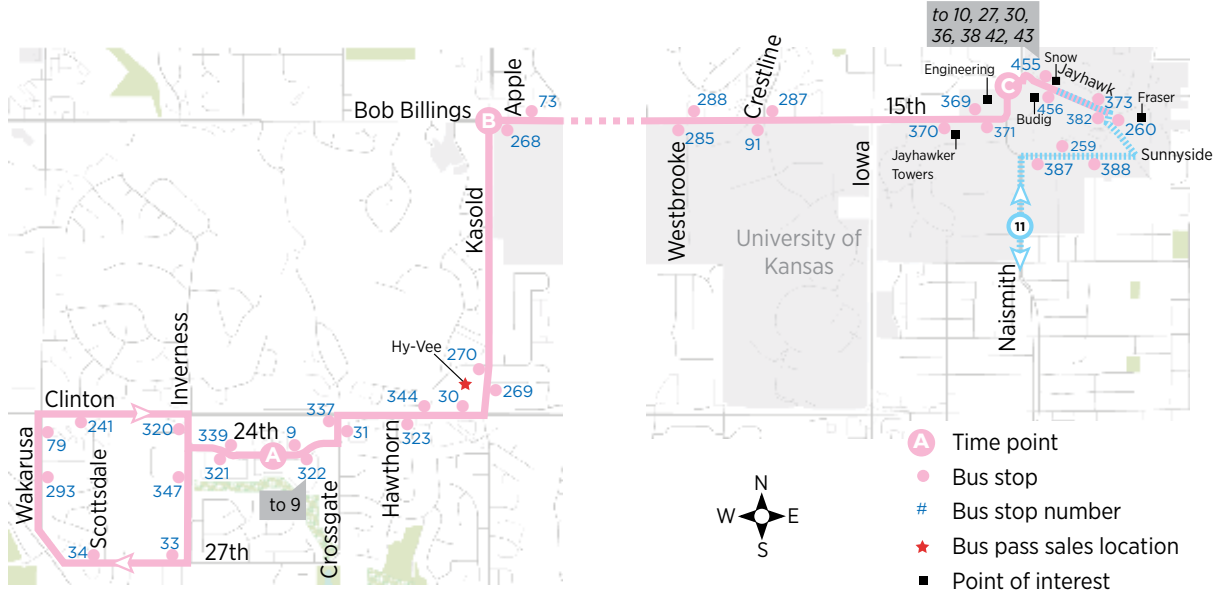 to 10, 27, 30,
36, 38 42, 43
455
Snow
Jayhawk
Engineering
C
369
373
Fraser
456
Budig
382
260
370
371
Jayhawker
Towers
259
Sunnyside
387
388
11
Naismith
Apple
73
Bob Billings
B
268
Kasold
288
Crestline
287
15th
285
91
Westbrooke
Iowa
University of
Kansas
Hy-Vee
270
269
344
30
337
31
323
Hawthorn
Inverness
Clinton
241
320
79
339
24th
9
A
321
322
to 9
Wakarusa
293
Scottsdale
347
34
33
27th
Crossgate
N
W
E
S
A
Time point
Bus stop
# Bus stop number
Bus pass sales location
Point of interest